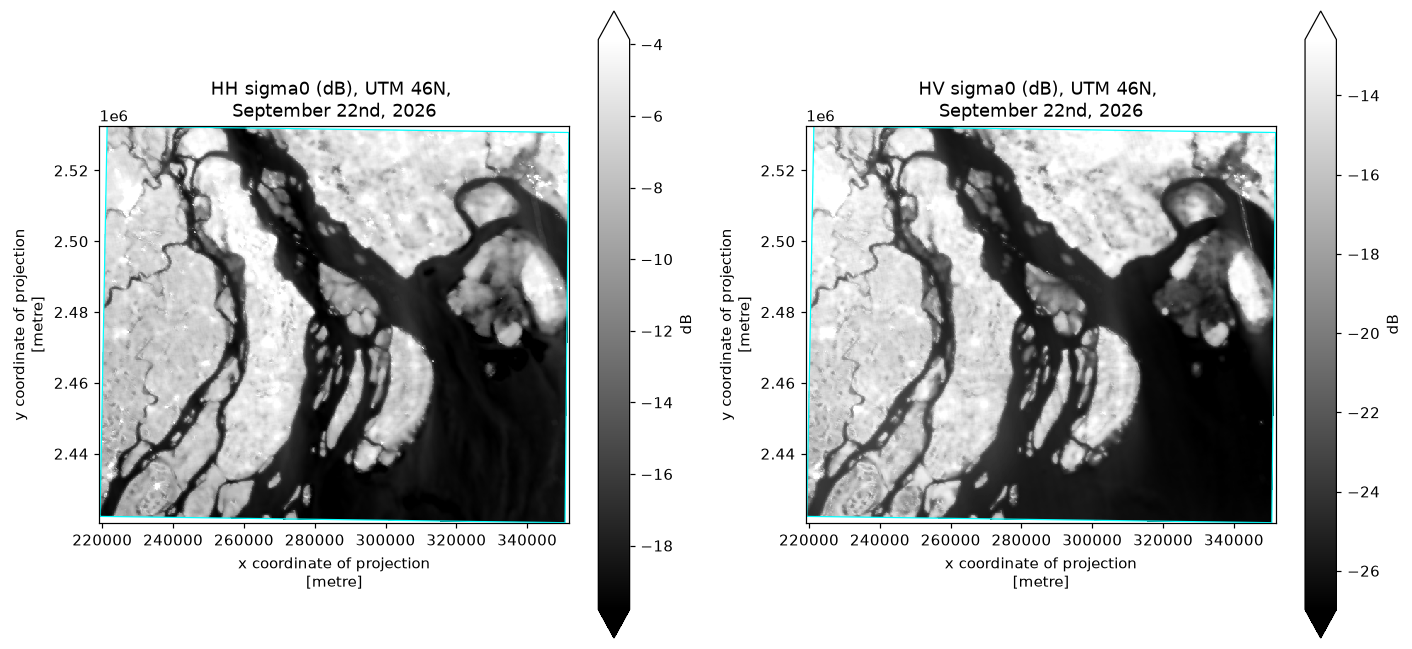 HH sigma0 (dB), UTM 46N,
September 22nd, 2026
1e6
2.52
2.50
2.48
2.46
2.44
y coordinate of projection
[metre]
220000 240000 260000 280000 300000 320000 340000
x coordinate of projection
[metre]
−4
−6
−8
−10
−12
−14
−16
−18
dB
HV sigma0 (dB), UTM 46N,
September 22nd, 2026
1e6
2.52
2.50
2.48
2.46
2.44
y coordinate of projection
[metre]
220000 240000 260000 280000 300000 320000 340000
x coordinate of projection
[metre]
−14
−16
−18
−20
−22
−24
−26
dB